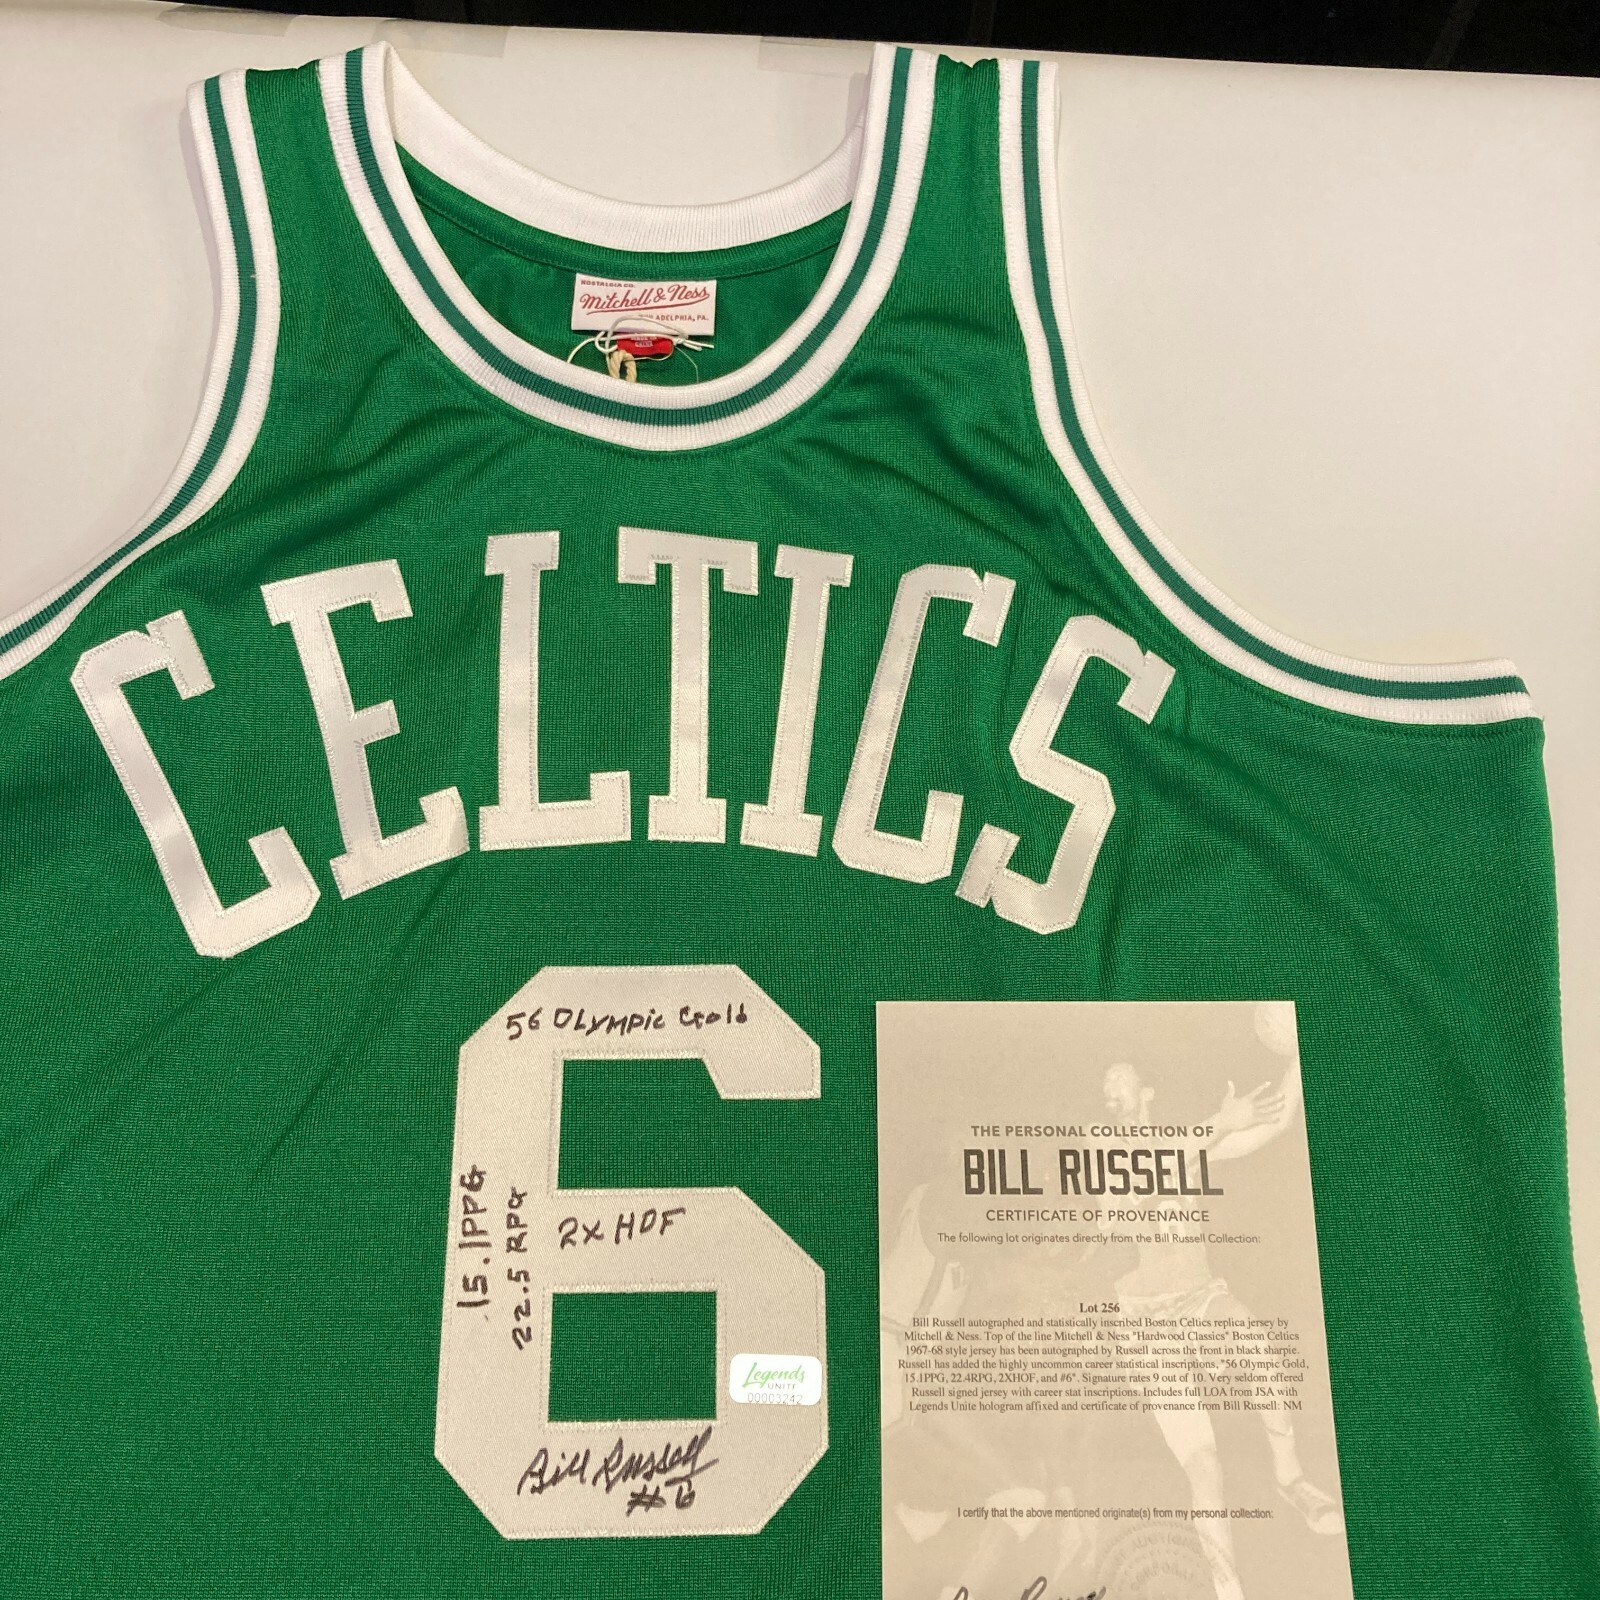 NOSTALGIA CO.
Mitchell & Ness
PHILADELPHIA, PA.
CELTICS
56 OLYMPIC Gold
15.1PPG
22.5 RPG
2X HOF
Legends
UNITE
00003242
Bill Russell
#6
THE PERSONAL COLLECTION OF
BILL RUSSELL
CERTIFICATE OF PROVENANCE
The following lot originates directly from the Bill Russell Collection:
Lot 256
Bill Russell autographed and statistically inscribed Boston Celtics replica jersey by
Mitchell & Ness. Top of the line Mitchell & Ness "Hardwood Classics" Boston Celtics
1967-68 style jersey has been autographed by Russell across the front in black sharpie.
Russell has added the highly uncommon career statistical inscriptions, "56 Olympic Gold,
15.1PPG, 22.4RPG, 2XHOF, and #6". Signature rates 9 out of 10. Very seldom offered
Russell signed jersey with career stat inscriptions. Includes full LOA from JSA with
Legends Unite hologram affixed and certificate of provenance from Bill Russell: NM
I certify that the above mentioned originate(s) from my personal collection: